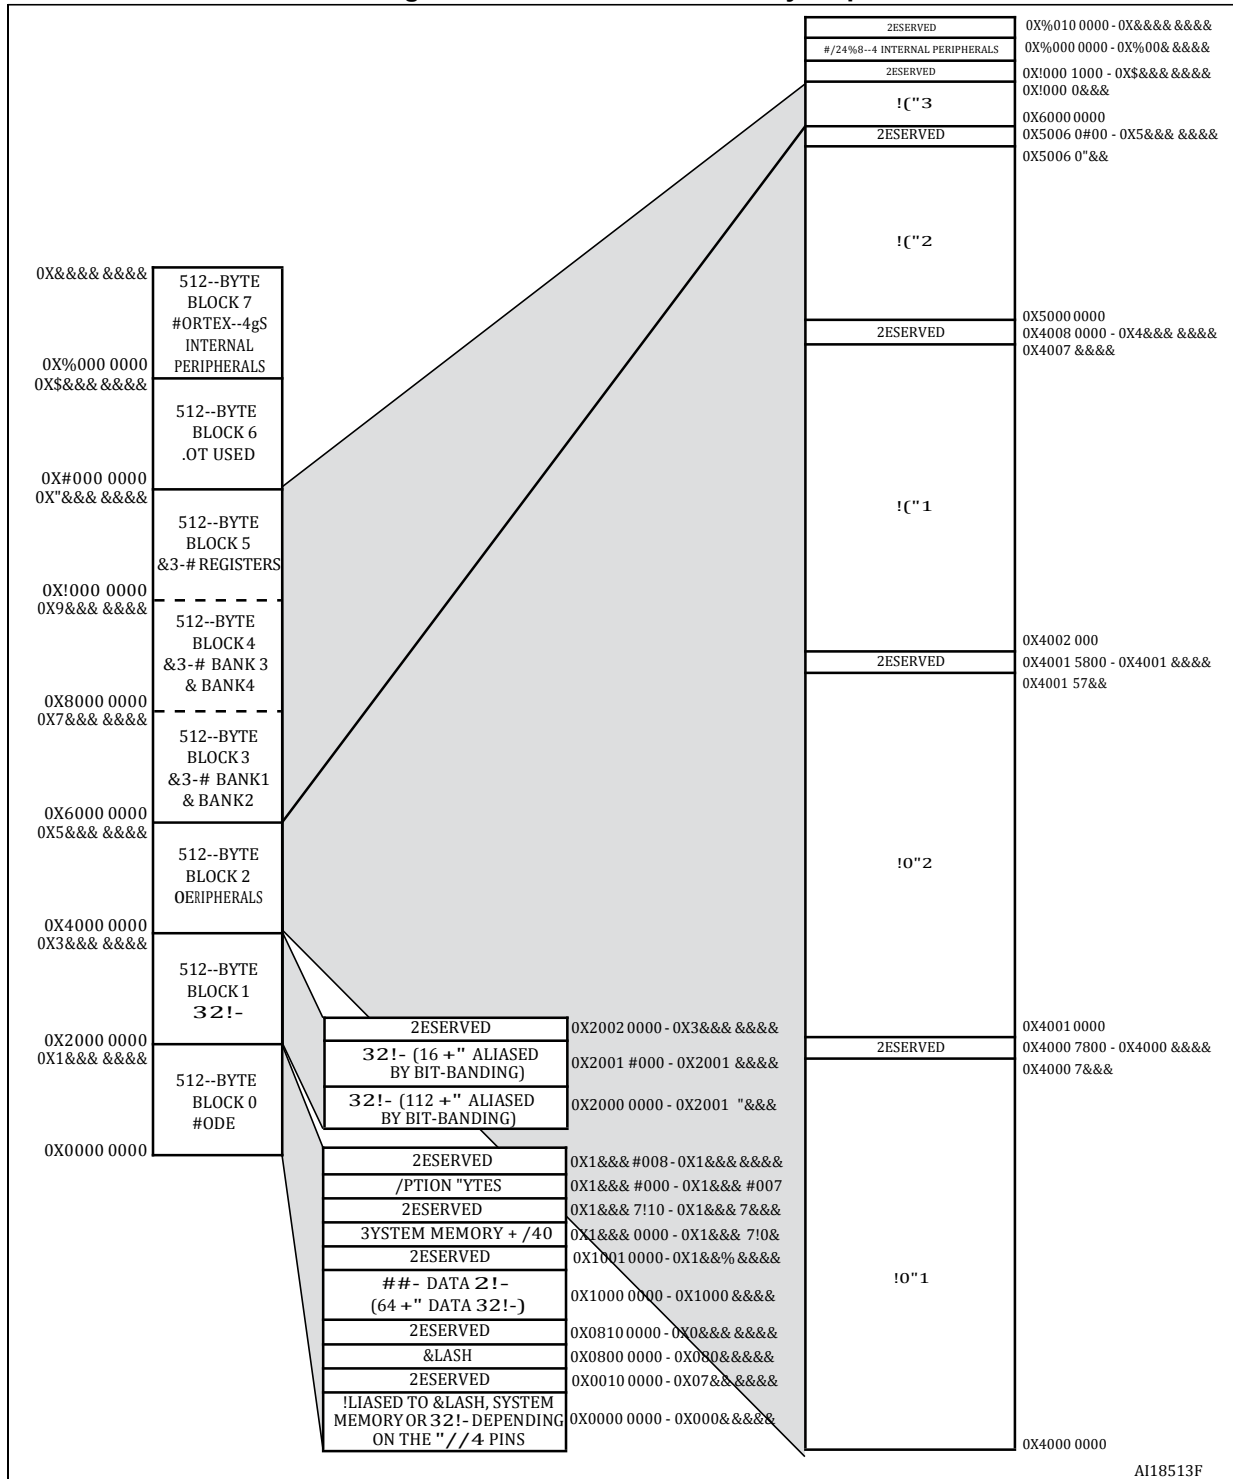 2ESERVED
0X%010 0000 - 0X&&&& &&&&
#/24%8--4 INTERNAL PERIPHERALS
0X%000 0000 - 0X%00& &&&&
2ESERVED
0X!000 1000 - 0X$&&& &&&&
0X!000 0&&&
!("3
0X6000 0000
2ESERVED
0X5006 0#00 - 0X5&&& &&&&
0X5006 0"&&
!("2
0X5000 0000
2ESERVED
0X4008 0000 - 0X4&&& &&&&
0X4007 &&&&
!("1
0X4002 000
2ESERVED
0X4001 5800 - 0X4001 &&&&
0X4001 57&&
!0"2
0X4001 0000
2ESERVED
0X4000 7800 - 0X4000 &&&&
0X4000 7&&&
!0"1
0X4000 0000
0X&&&& &&&&
512--BYTE
BLOCK 7
#ORTEX--4gS
INTERNAL
PERIPHERALS
0X%000 0000
0X$&&& &&&&
512--BYTE
BLOCK 6
.OT USED
0X#000 0000
0X"&&& &&&&
512--BYTE
BLOCK 5
&3-# REGISTERS
0X!000 0000
0X9&&& &&&&
512--BYTE
BLOCK 4
&3-# BANK 3
& BANK4
0X8000 0000
0X7&&& &&&&
512--BYTE
BLOCK 3
&3-# BANK1
& BANK2
0X6000 0000
0X5&&& &&&&
512--BYTE
BLOCK 2
0ERIPHERALS
0X4000 0000
0X3&&& &&&&
512--BYTE
BLOCK 1
32!-
0X2000 0000
0X1&&& &&&&
512--BYTE
BLOCK 0
#ODE
0X0000 0000
2ESERVED
0X2002 0000 - 0X3&&& &&&&
32!- (16 +" ALIASED
BY BIT-BANDING)
0X2001 #000 - 0X2001 &&&&
32!- (112 +" ALIASED
BY BIT-BANDING)
0X2000 0000 - 0X2001 "&&&
2ESERVED
0X1&&& #008 - 0X1&&& &&&&
/PTION "YTES
0X1&&& #000 - 0X1&&& #007
2ESERVED
0X1&&& 7!10 - 0X1&&& 7&&&
3YSTEM MEMORY + /40
0X1&&& 0000 - 0X1&&& 7!0&
2ESERVED
0X1001 0000 - 0X1&&% &&&&
##- DATA 2!-
(64 +" DATA 32!-)
0X1000 0000 - 0X1000 &&&&
2ESERVED
0X0810 0000 - 0X0&&& &&&&
&LASH
0X0800 0000 - 0X080& &&&&
2ESERVED
0X0010 0000 - 0X07&& &&&&
!LIASED TO &LASH, SYSTEM
MEMORY OR 32!- DEPENDING
ON THE "//4 PINS
0X0000 0000 - 0X000& &&&&
AI18513F